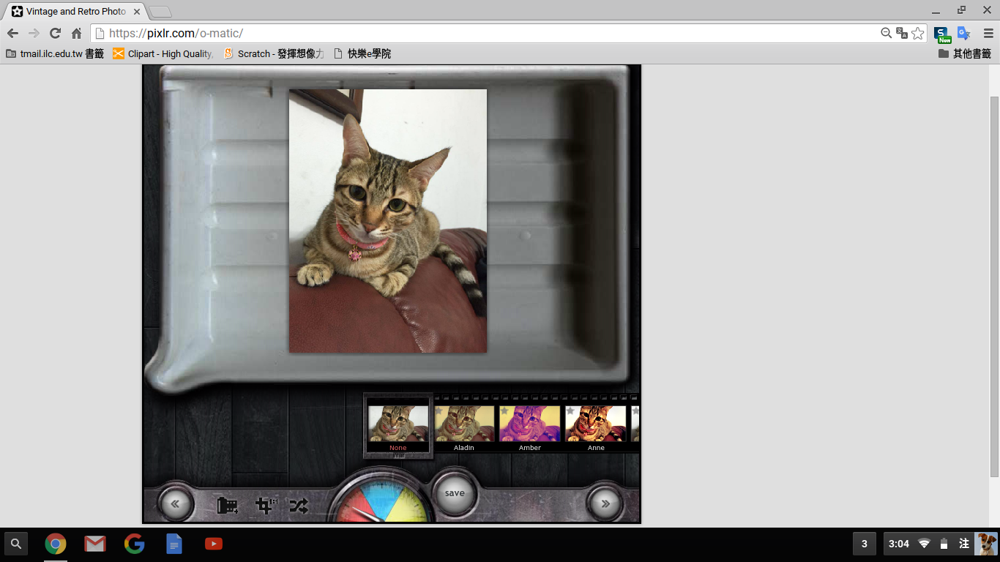 Vintage and Retro Photo
https://pixlr.com/o-matic/
New
tmail.ilc.edu.tw 書籤
Clipart - High Quality,
Scratch - 發揮想像力
快樂e學院
其他書籤
None
Aladin
Amber
Anne
save
3
3:04
注